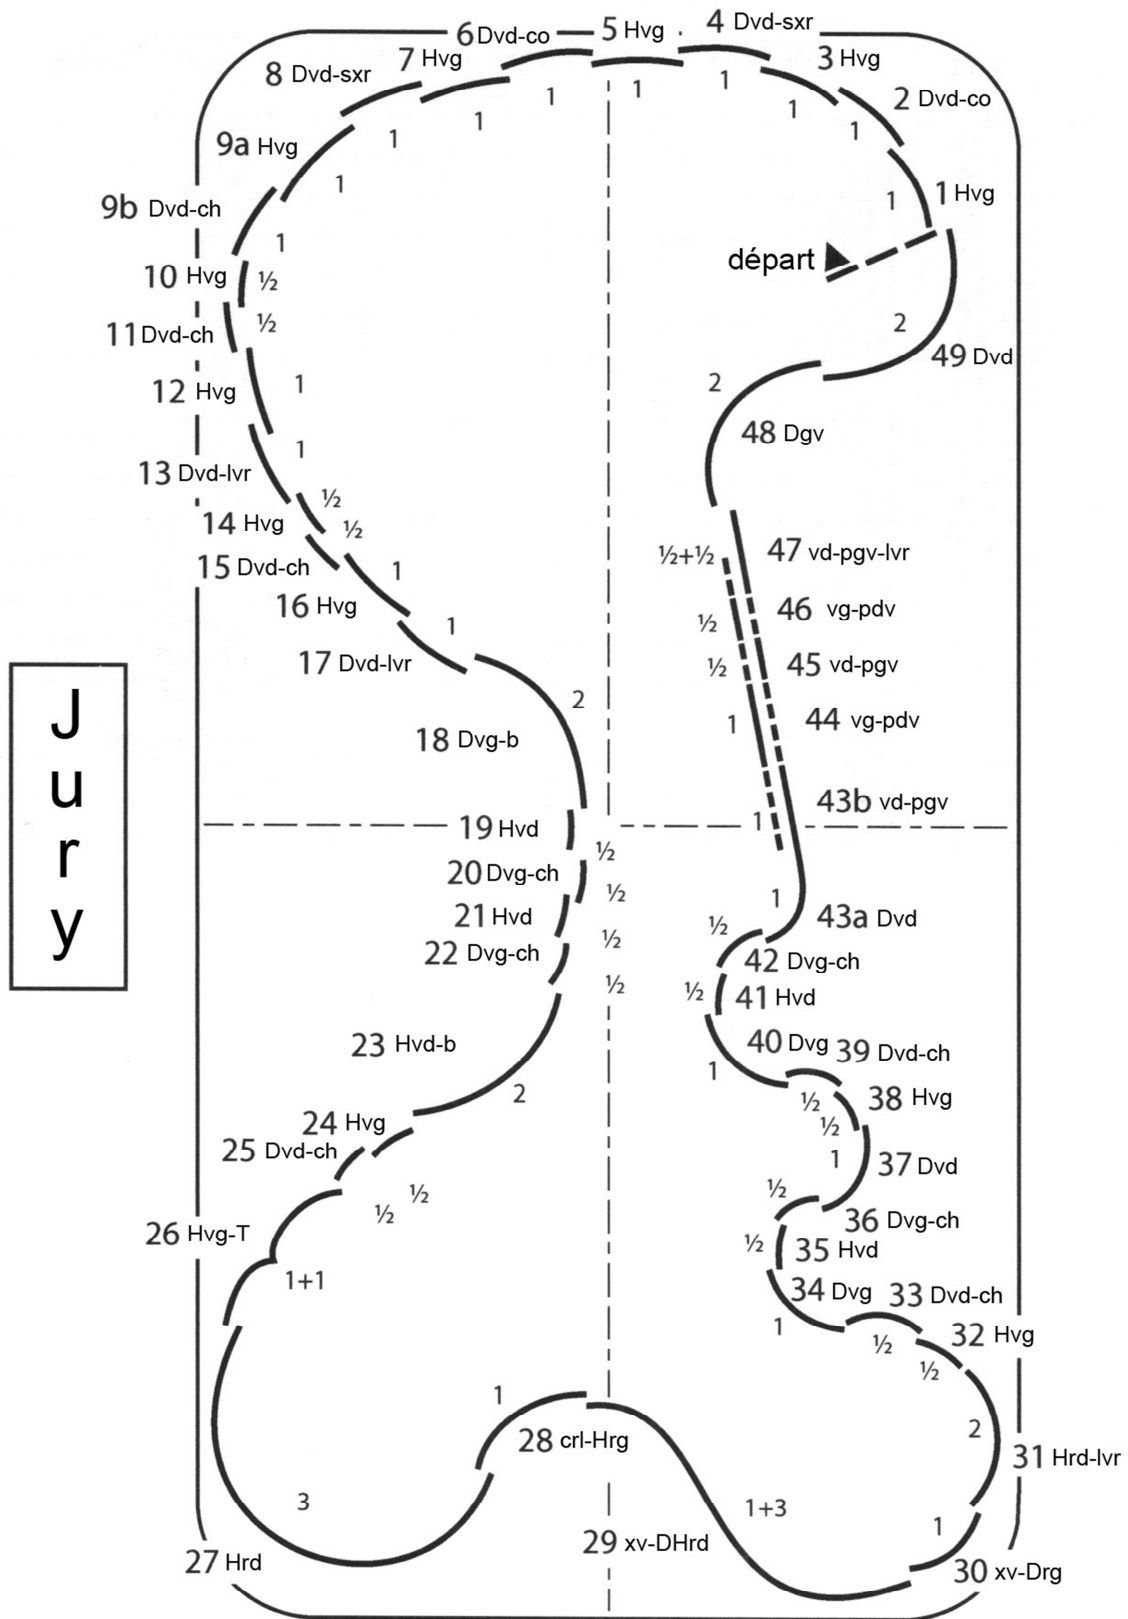 6 Dvd-co
5 Hvg
4 Dvd-sxr
7 Hvg
3 Hvg
8 Dvd-sxr
2 Dvd-co
1
1
1
1
1
1
1
9a Hvg
1
1
1 Hvg
9b Dvd-ch
1
départ
10 Hvg
½
11 Dvd-ch
½
2
49 Dvd
12 Hvg
1
2
48 Dgv
13 Dvd-lvr
1
14 Hvg
½
½
15 Dvd-ch
½+½
47 vd-pgv-lvr
16 Hvg
1
46 vg-pdv
½
17 Dvd-lvr
1
45 vd-pgv
½
2
44 vg-pdv
1
18 Dvg-b
43b vd-pgv
1
19 Hvd
½
20 Dvg-ch
½
21 Hvd
½
22 Dvg-ch
½
1
43a Dvd
½
42 Dvg-ch
½
41 Hvd
Jury
23 Hvd-b
2
40 Dvg
39 Dvd-ch
1
½
38 Hvg
½
24 Hvg
25 Dvd-ch
½
½
1
37 Dvd
½
36 Dvg-ch
26 Hvg-T
1+1
½
35 Hvd
34 Dvg
33 Dvd-ch
1
½
32 Hvg
½
1
28 crl-Hrg
2
31 Hrd-lvr
3
1+3
1
27 Hrd
29 xv-DHrd
30 xv-Drg